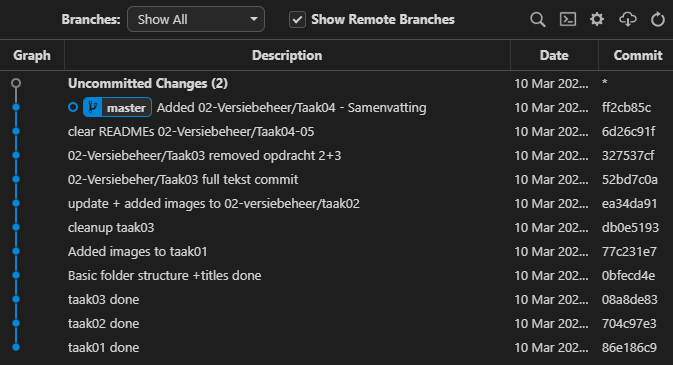 Branches: Show All Show Remote Branches
Graph Description Date Commit
Uncommitted Changes (2) 10 Mar 202... *
master Added 02-Versiebeheer/Taak04 - Samenvatting 10 Mar 202... ff2cb85c
clear READMEs 02-Versiebeheer/Taak04-05 10 Mar 202... 6d26c91f
02-Versiebeheer/Taak03 removed opdracht 2+3 10 Mar 202... 327537cf
02-Versiebeheer/Taak03 full tekst commit 10 Mar 202... 52bd7c0a
update + added images to 02-versiebeheer/taak02 10 Mar 202... ea34da91
cleanup taak03 10 Mar 202... db0e5193
Added images to taak01 10 Mar 202... 77c231e7
Basic folder structure +titles done 10 Mar 202... 0bfecd4e
taak03 done 10 Mar 202... 08a8de83
taak02 done 10 Mar 202... 704c97e3
taak01 done 10 Mar 202... 86e186c9